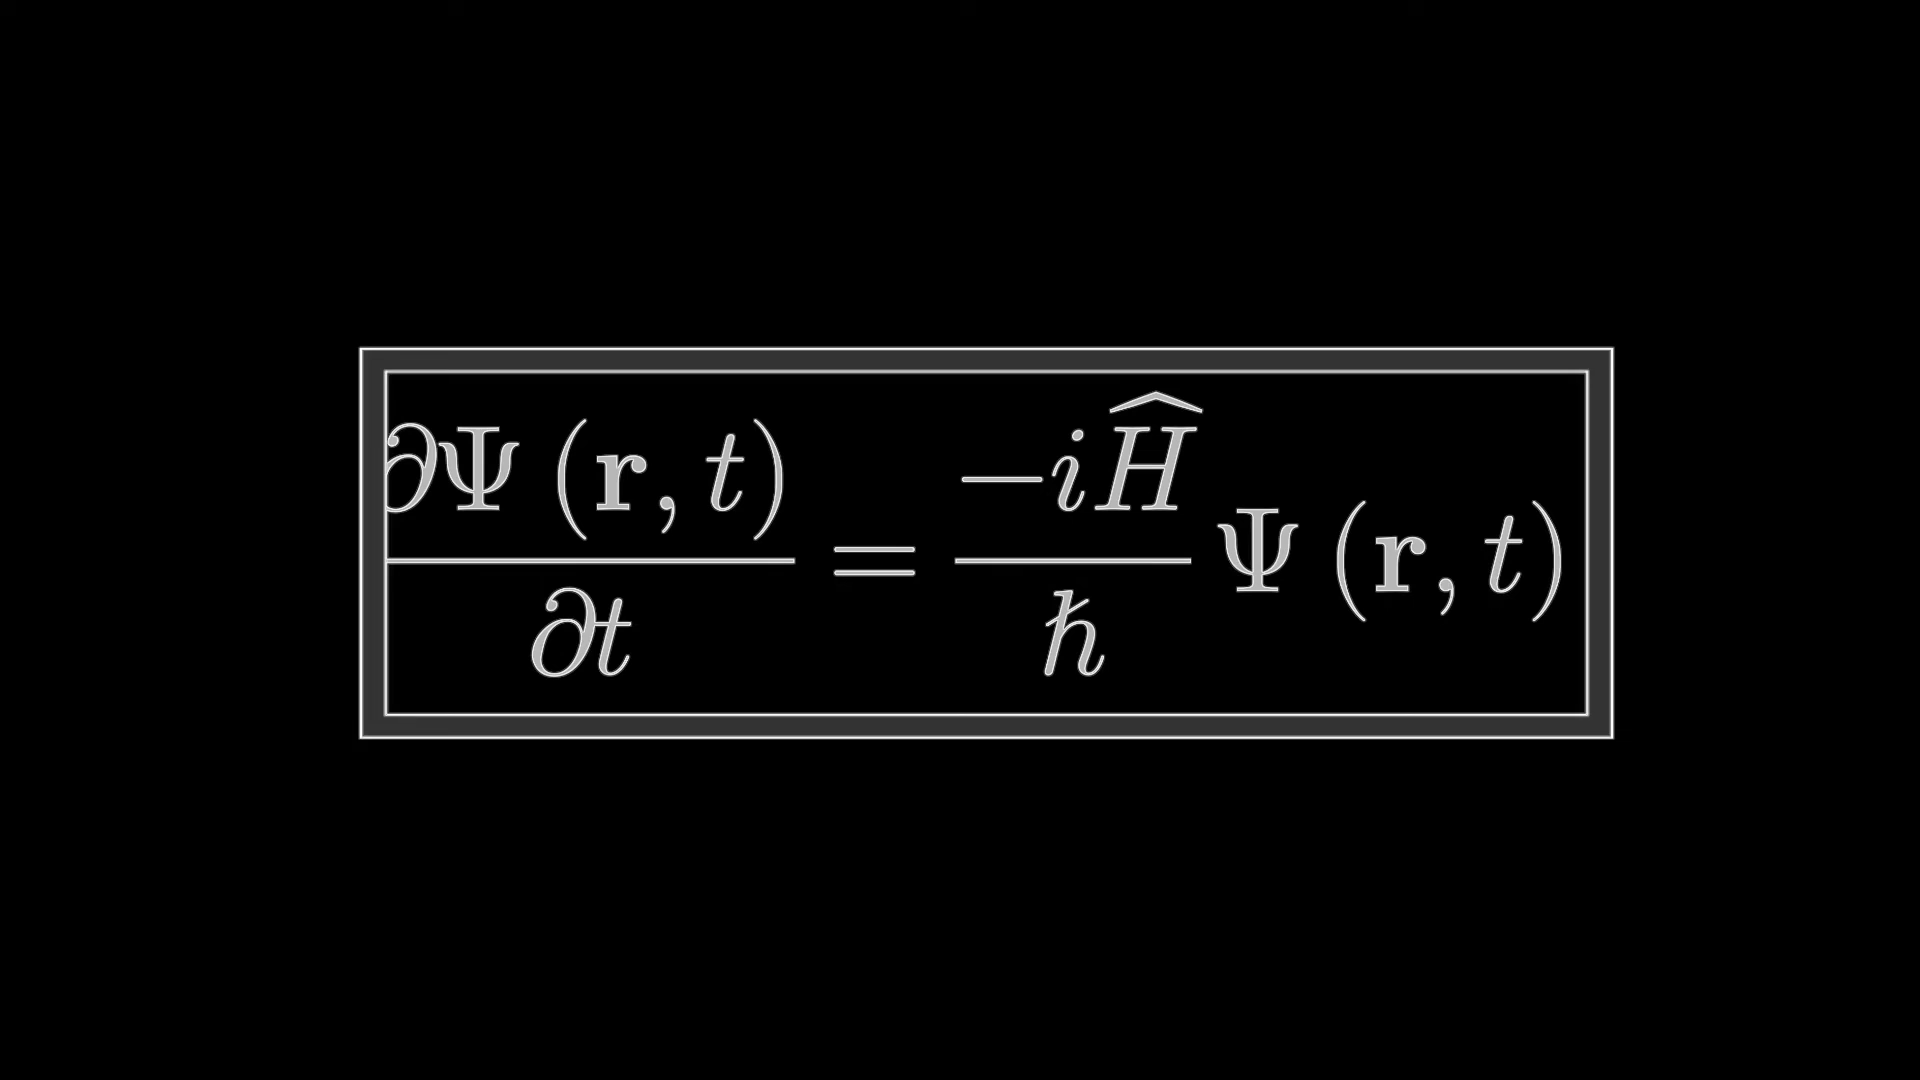 ∂Ψ(𝐫, t)/∂t = −iĤ/ℏ Ψ(𝐫, t)